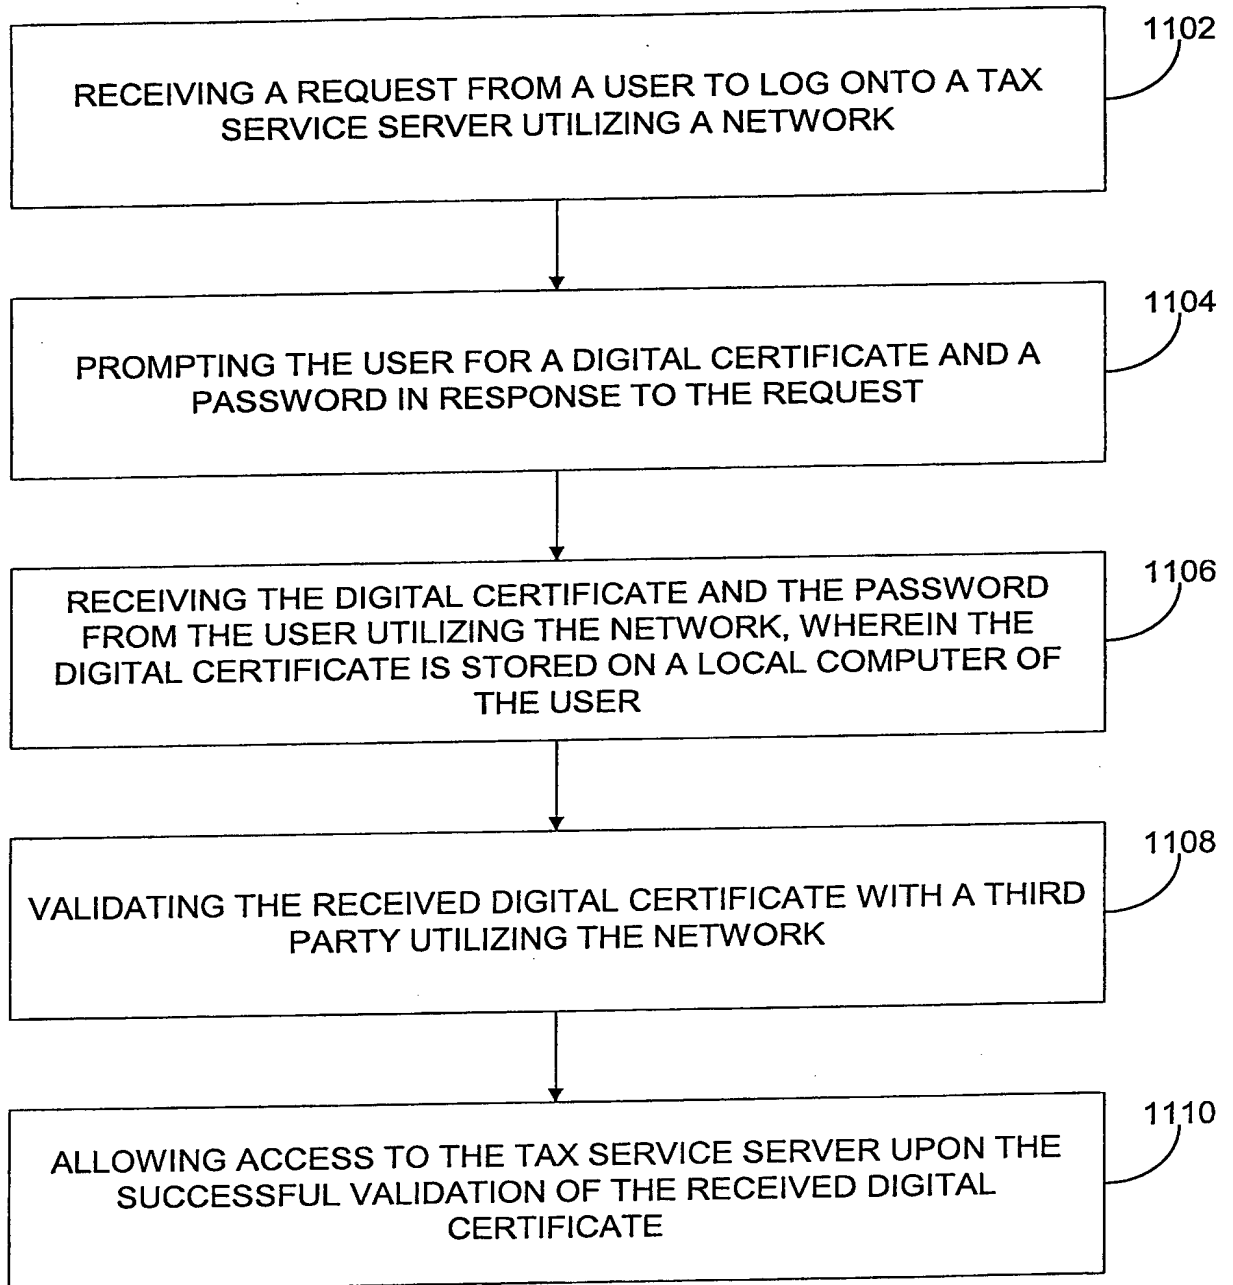 1102
RECEIVING A REQUEST FROM A USER TO LOG ONTO A TAX
SERVICE SERVER UTILIZING A NETWORK
1104
PROMPTING THE USER FOR A DIGITAL CERTIFICATE AND A
PASSWORD IN RESPONSE TO THE REQUEST
1106
RECEIVING THE DIGITAL CERTIFICATE AND THE PASSWORD
FROM THE USER UTILIZING THE NETWORK, WHEREIN THE
DIGITAL CERTIFICATE IS STORED ON A LOCAL COMPUTER OF
THE USER
1108
VALIDATING THE RECEIVED DIGITAL CERTIFICATE WITH A THIRD
PARTY UTILIZING THE NETWORK
1110
ALLOWING ACCESS TO THE TAX SERVICE SERVER UPON THE
SUCCESSFUL VALIDATION OF THE RECEIVED DIGITAL
CERTIFICATE